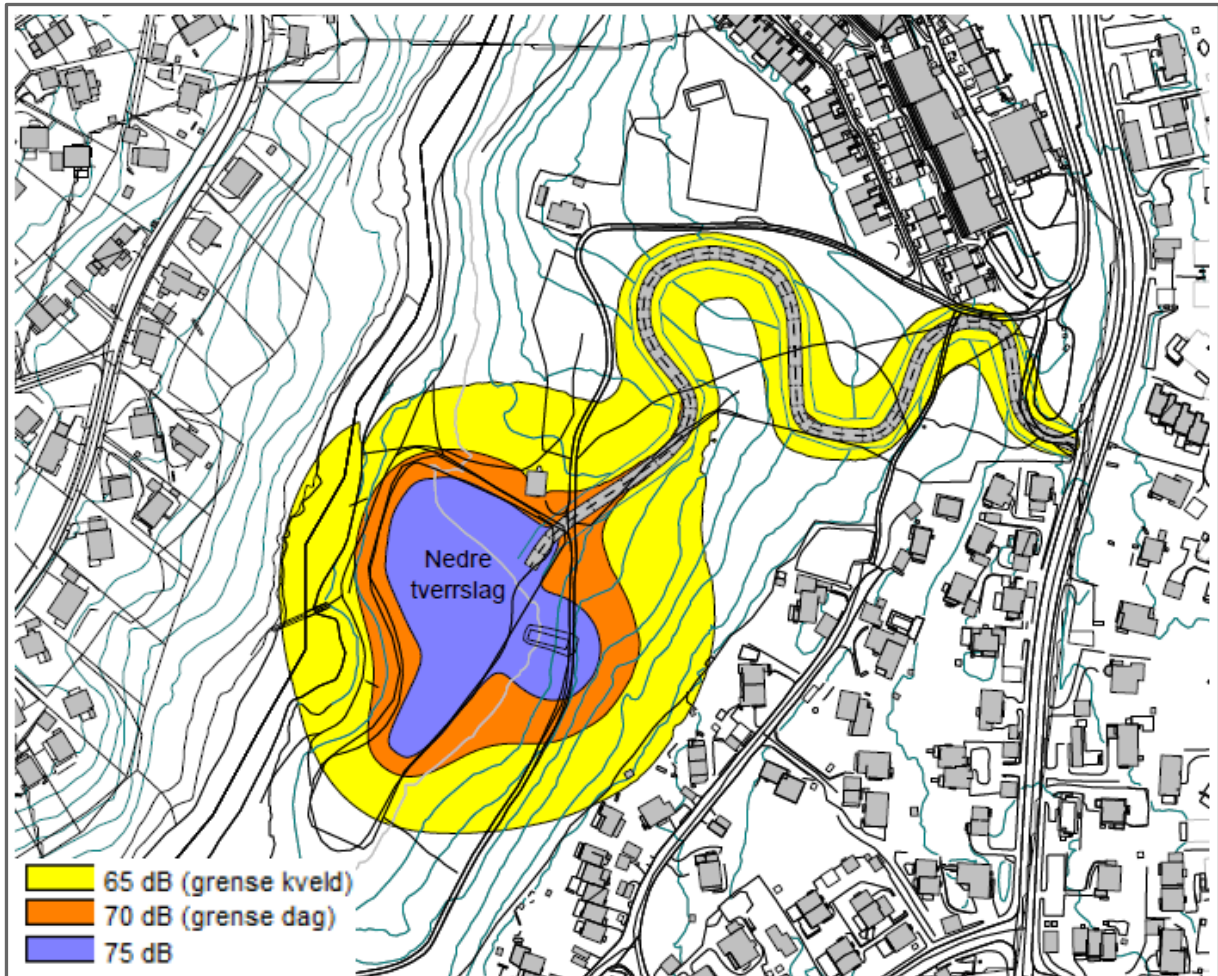 Nedre
tverrslag
65 dB (grense kveld)
70 dB (grense dag)
75 dB